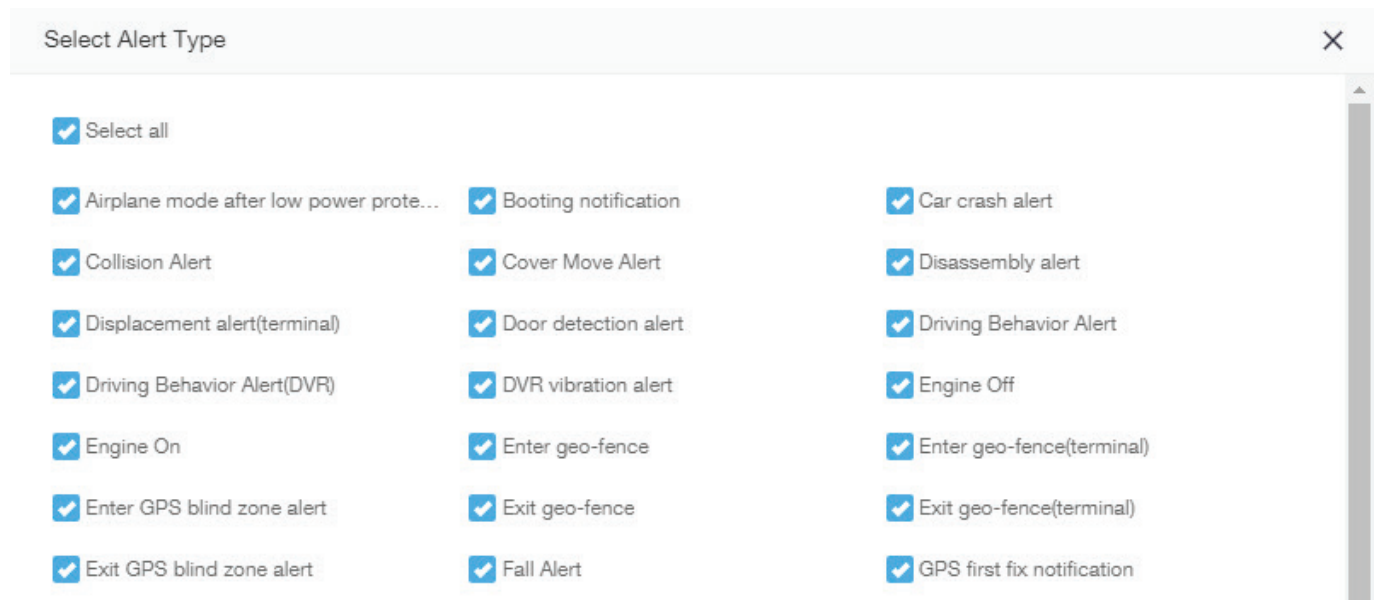 Select Alert Type
Select all
Airplane mode after low power prote...
Booting notification
Car crash alert
Collision Alert
Cover Move Alert
Disassembly alert
Displacement alert(terminal)
Door detection alert
Driving Behavior Alert
Driving Behavior Alert(DVR)
DVR vibration alert
Engine Off
Engine On
Enter geo-fence
Enter geo-fence(terminal)
Enter GPS blind zone alert
Exit geo-fence
Exit geo-fence(terminal)
Exit GPS blind zone alert
Fall Alert
GPS first fix notification